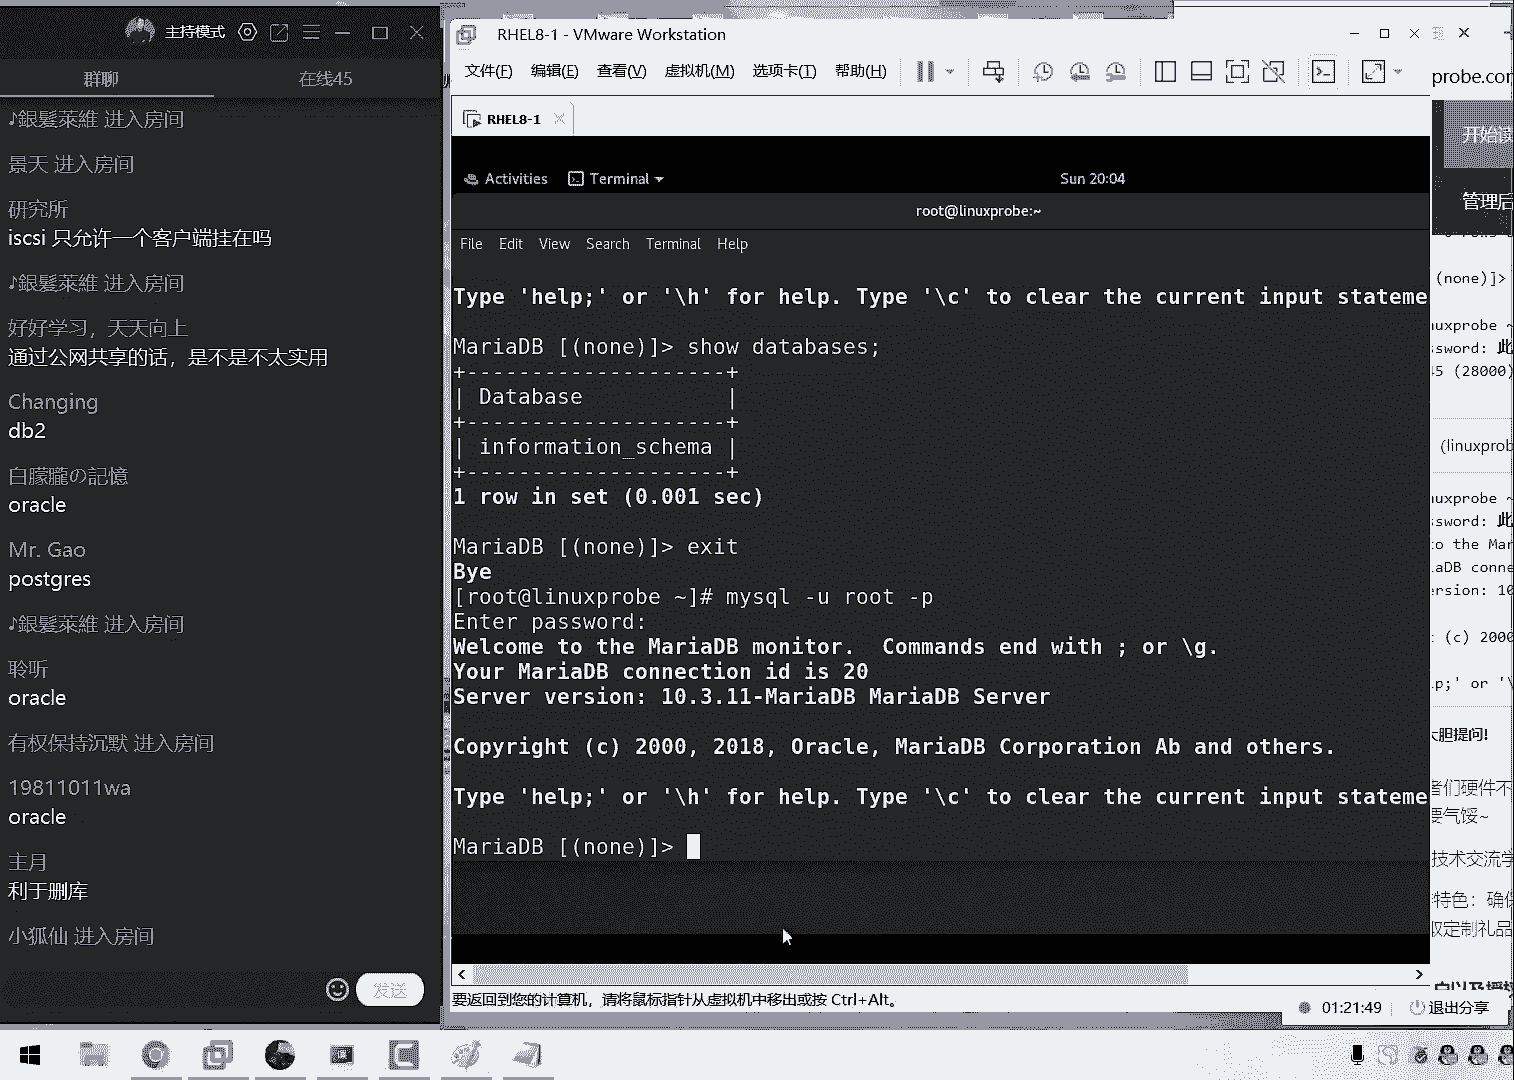 主持模式
群聊
在线45
♪銀髮萊維 进入房间
景天 进入房间
研究所
iscsi 只允许一个客户端挂在吗
♪銀髮萊維 进入房间
好好学习，天天向上
通过公网共享的话，是不是不太实用
Changing
db2
白朦朧の記憶
oracle
Mr. Gao
postgres
♪銀髮萊維 进入房间
聆听
oracle
有权保持沉默 进入房间
19811011wa
oracle
主月
利于删库
小狐仙 进入房间
发送
RHEL8-1 - VMware Workstation
文件(F) 编辑(E) 查看(V) 虚拟机(M) 选项卡(T) 帮助(H)
RHEL8-1
Activities Terminal Sun 20:04
root@linuxprobe:~
File Edit View Search Terminal Help
Type 'help;' or '\h' for help. Type '\c' to clear the current input stateme
MariaDB [(none)]> show databases;
+--------------------+
| Database           |
+--------------------+
| information_schema |
+--------------------+
1 row in set (0.001 sec)
MariaDB [(none)]> exit
Bye
[root@linuxprobe ~]# mysql -u root -p
Enter password:
Welcome to the MariaDB monitor.  Commands end with ; or \g.
Your MariaDB connection id is 20
Server version: 10.3.11-MariaDB MariaDB Server
Copyright (c) 2000, 2018, Oracle, MariaDB Corporation Ab and others.
Type 'help;' or '\h' for help. Type '\c' to clear the current input stateme
MariaDB [(none)]>
要返回到您的计算机，请将鼠标指针从虚拟机中移出或按 Ctrl+Alt。
probe.cor
开始读
管理后
(none)]>
nuxprobe ~
ssword: 此
45 (28000)
(linuxprob
nuxprobe ~
ssword: 此
to the Mar
iaDB conne
ersion: 10
t (c) 2000
lp;' or '\
大胆提问!
者们硬件不
要气馁~
技术交流学
特色：确保
取定制礼品
01:21:49 退出分享